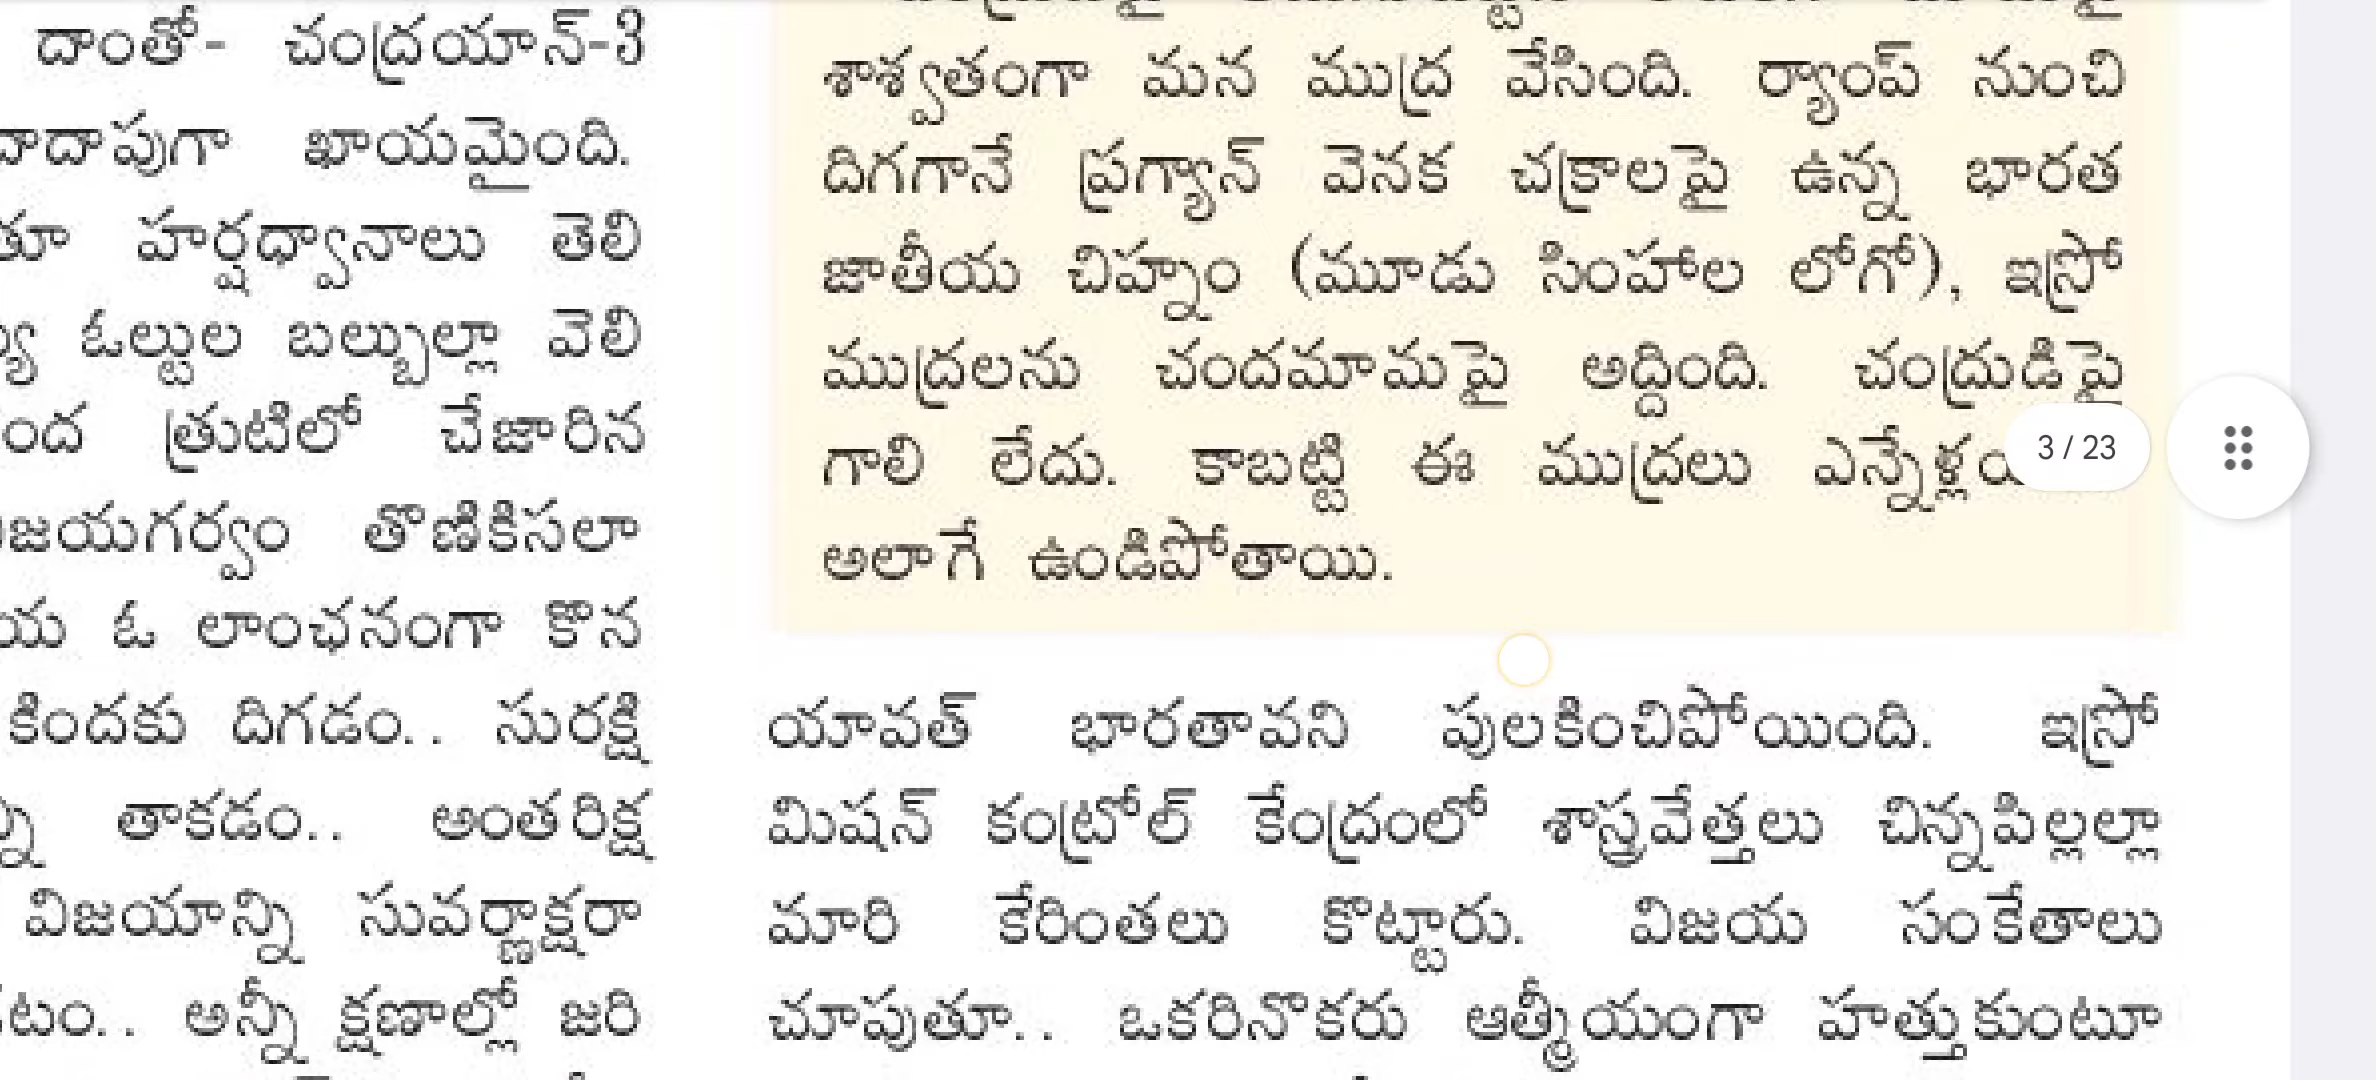 దాంతో- చంద్రయాన్-3
దాదాపుగా ఖాయమైంది.
హర్షధ్వానాలు తెలి
ఓల్టుల బల్బుల్లా వెలి
త్రుటిలో చేజారిన
విజయగర్వం తొణికిసలా
ఓ లాంఛనంగా కొన
కిందకు దిగడం.. సురక్షి
తాకడం.. అంతరిక్ష
విజయాన్ని సువర్ణాక్షరా
అన్నీ క్షణాల్లో జరి
శాశ్వతంగా మన ముద్ర వేసింది. ర్యాంప్ నుంచి
దిగగానే ప్రగ్యాన్ వెనక చక్రాలపై ఉన్న భారత
జాతీయ చిహ్నం (మూడు సింహాల లోగో), ఇస్రో
ముద్రలను చందమామపై అద్దింది. చంద్రుడిపై
గాలి లేదు. కాబట్టి ఈ ముద్రలు
అలాగే ఉండిపోతాయి.
3 / 23
యావత్ భారతావని పులకించిపోయింది. ఇస్రో
మిషన్ కంట్రోల్ కేంద్రంలో శాస్త్రవేత్తలు చిన్నపిల్లల్లా
మారి కేరింతలు కొట్టారు. విజయ సంకేతాలు
చూపుతూ.. ఒకరినొకరు ఆత్మీయంగా హత్తుకుంటూ